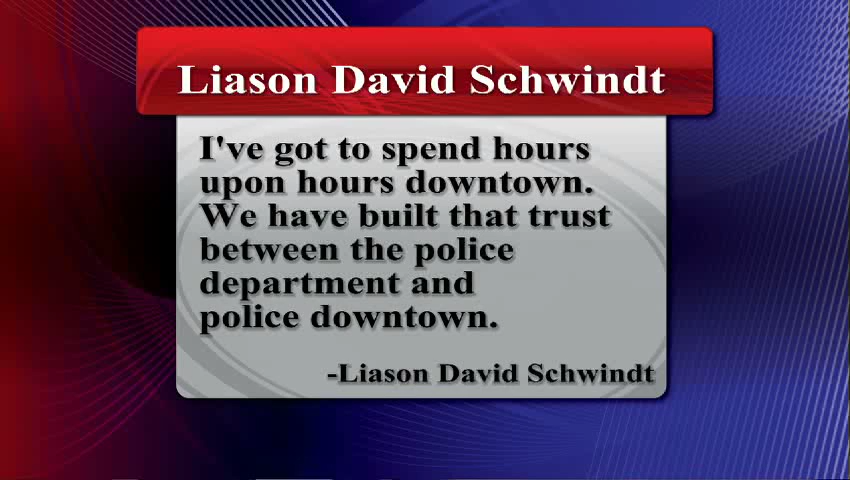 Liason David Schwindt
I've got to spend hours
upon hours downtown.
We have built that trust
between the police
department and
police downtown.
-Liason David Schwindt